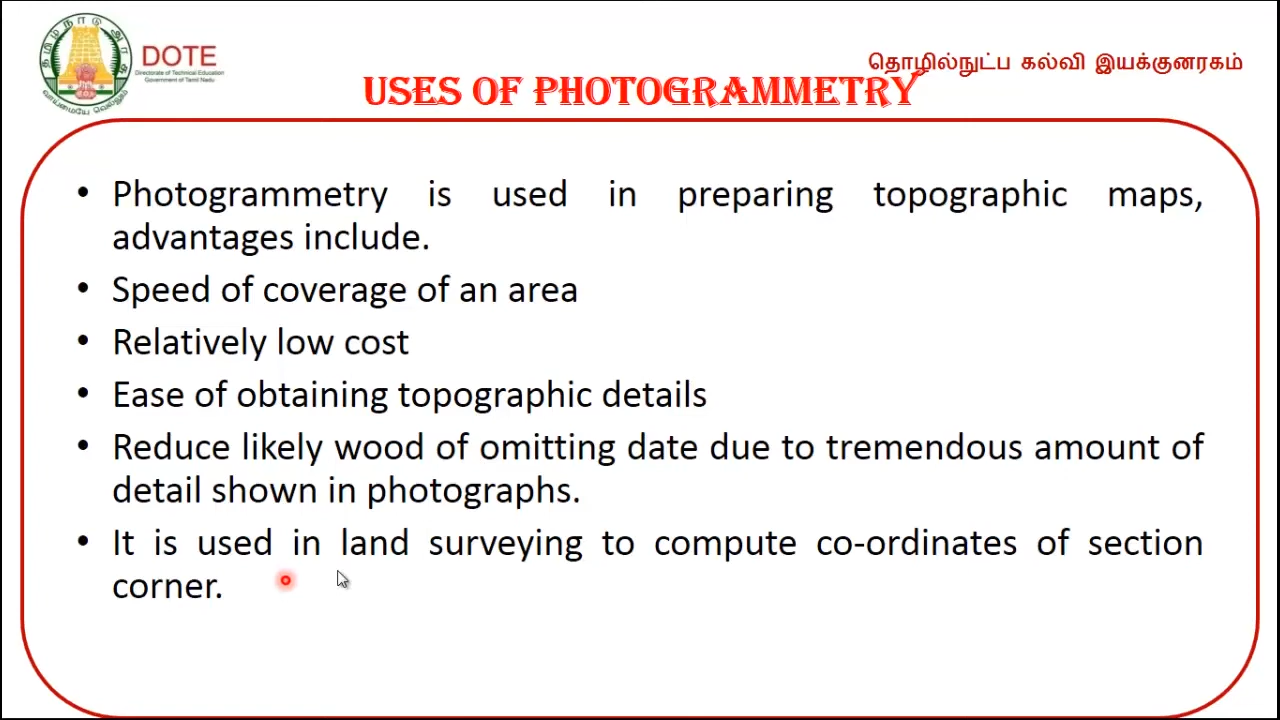 தமிழ்நாடு அரசு
வாய்மையே வெல்லும்
DOTE
Directorate of Technical Education
Government of Tamil Nadu
தொழில்நுட்ப கல்வி இயக்குனரகம்
USES OF PHOTOGRAMMETRY
• Photogrammetry is used in preparing topographic maps,
advantages include.
• Speed of coverage of an area
• Relatively low cost
• Ease of obtaining topographic details
• Reduce likely wood of omitting date due to tremendous amount of
detail shown in photographs.
• It is used in land surveying to compute co-ordinates of section
corner.